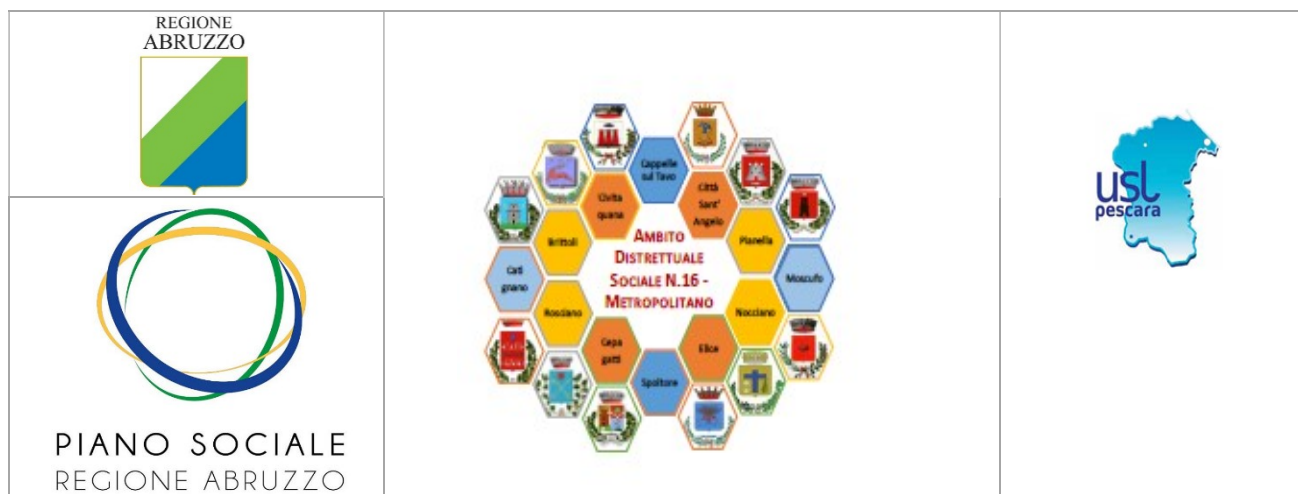 REGIONE
ABRUZZO
PIANO SOCIALE
REGIONE ABRUZZO
Cappelle
sul Tavo
Città
Sant'
Angelo
Pianella
Moscufo
Nocciano
Elice
Spoltore
Cepa
gatti
Rosciano
Cati
gnano
Brittoli
Civita
quana
AMBITO
DISTRETTUALE
SOCIALE N.16 -
METROPOLITANO
usl
pescara